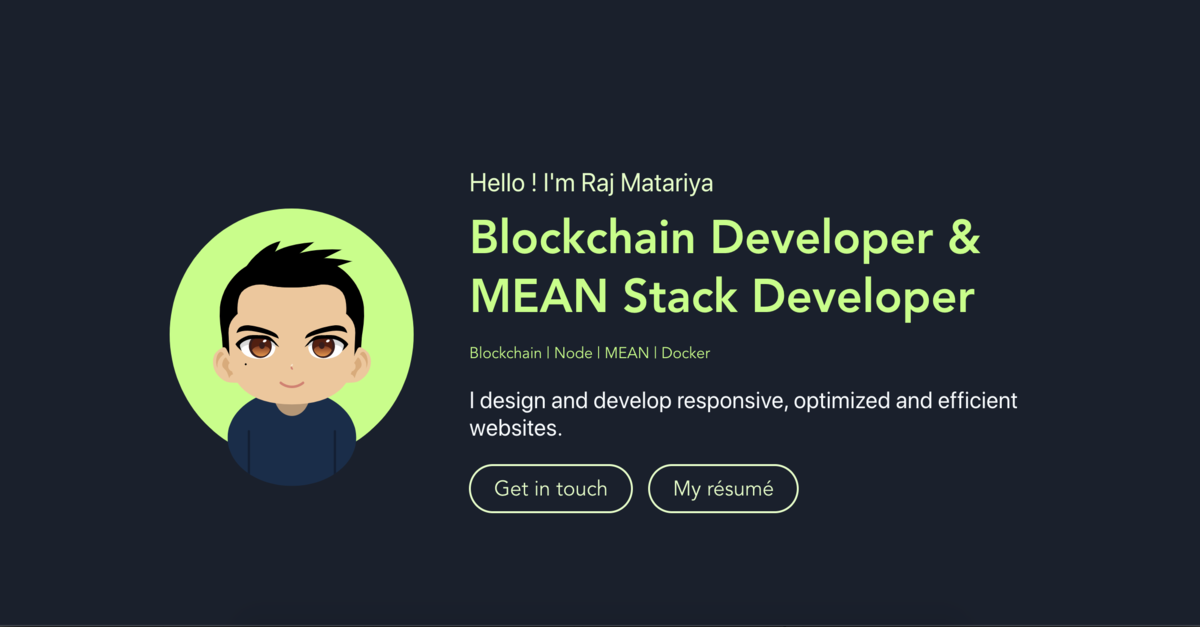 Hello ! I'm Raj Matariya
Blockchain Developer &
MEAN Stack Developer
Blockchain | Node | MEAN | Docker
I design and develop responsive, optimized and efficient
websites.
Get in touch
My résumé